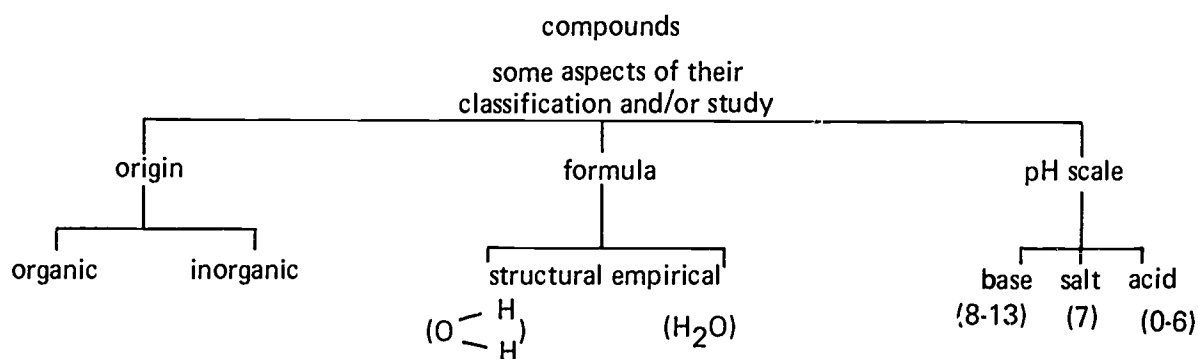 compounds
some aspects of their
classification and/or study
origin formula pH scale
organic inorganic structural empirical base salt acid
(O H H) (H₂O) (8-13) (7) (0-6)